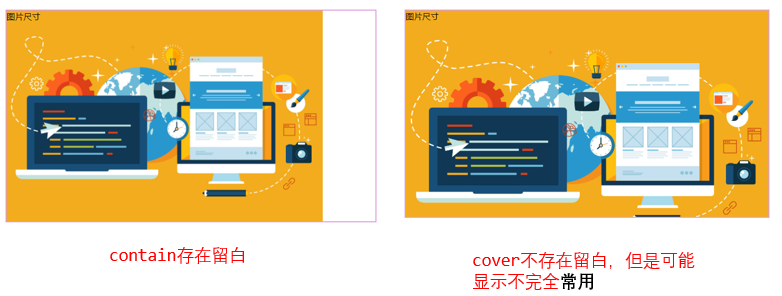 图片尺寸
图片尺寸
contain存在留白
cover不存在留白，但是可能
显示不完全常用